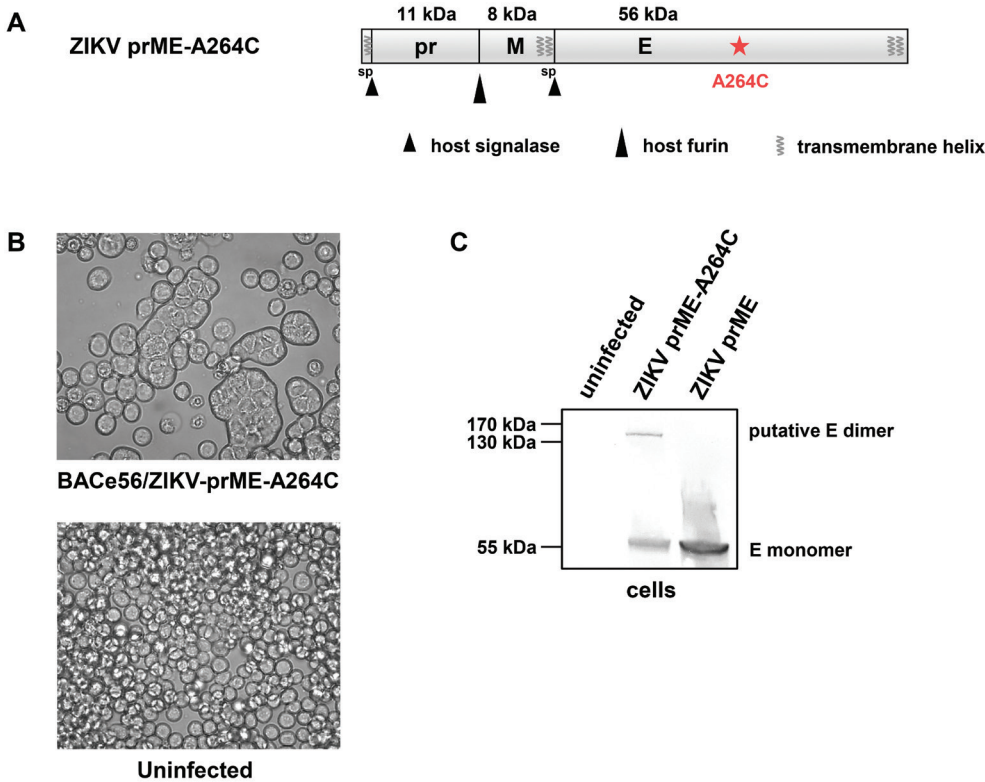 A
11 kDa 8 kDa 56 kDa
ZIKV prME-A264C
pr M E
sp sp
A264C
host signalase host furin transmembrane helix
B
BACe56/ZIKV-prME-A264C
Uninfected
C
uninfected
ZIKV prME-A264C
ZIKV prME
170 kDa
130 kDa
putative E dimer
55 kDa
E monomer
cells